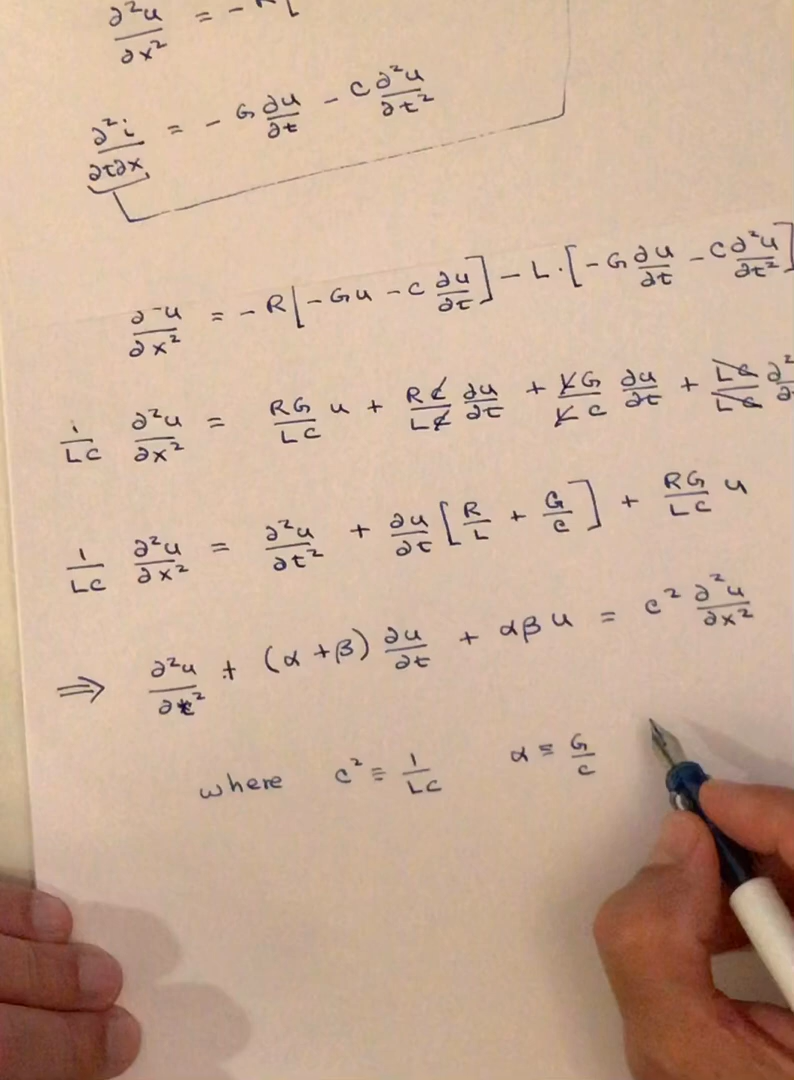 ∂²u/∂x² = -R
∂²i/∂t∂x = - G ∂u/∂t - C ∂²u/∂t²
∂²u/∂x² = - R[-Gu - C ∂u/∂t] - L·[-G ∂u/∂t - C ∂²u/∂t²]
1/LC ∂²u/∂x² = RG/LC u + RC/LC ∂u/∂t + LG/LC ∂u/∂t + LC/LC ∂²
1/LC ∂²u/∂x² = ∂²u/∂t² + ∂u/∂t [R/L + G/C] + RG/LC u
⇒ ∂²u/∂t² + (α + β) ∂u/∂t + αβu = c² ∂²u/∂x²
where c² ≡ 1/LC α ≡ G/C